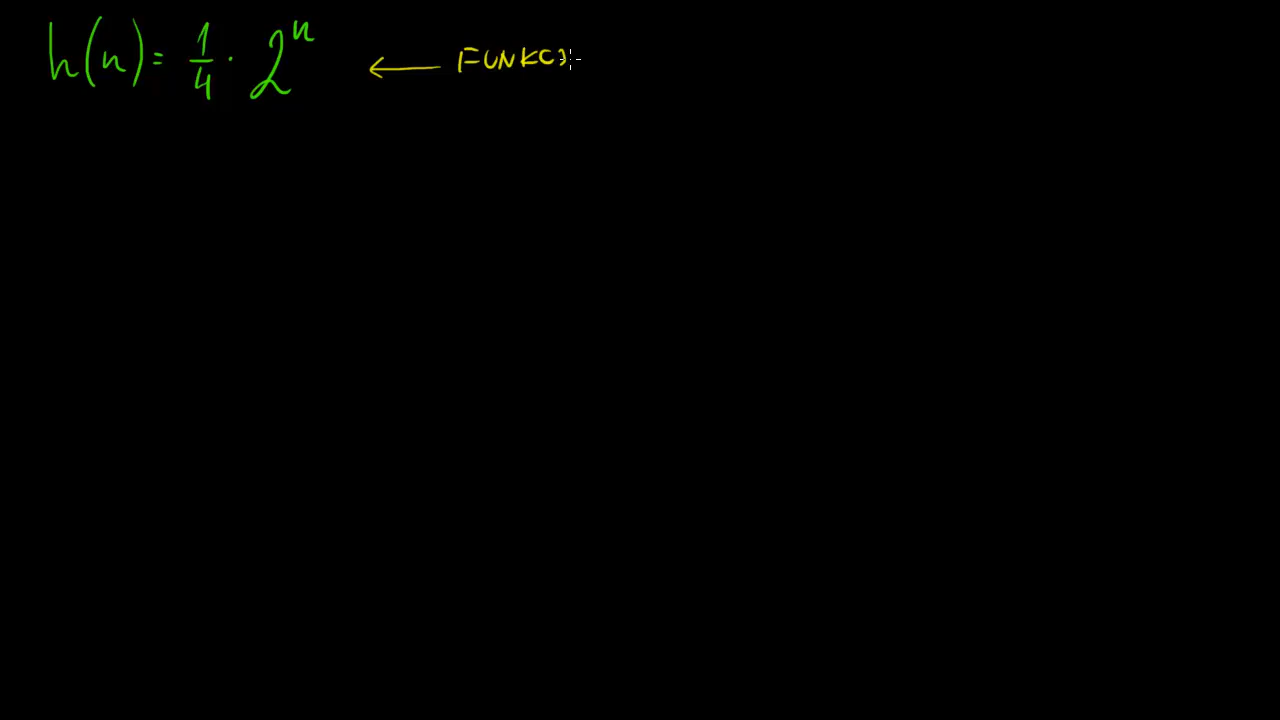 h(n) = 1/4 · 2^n ← FUNKC